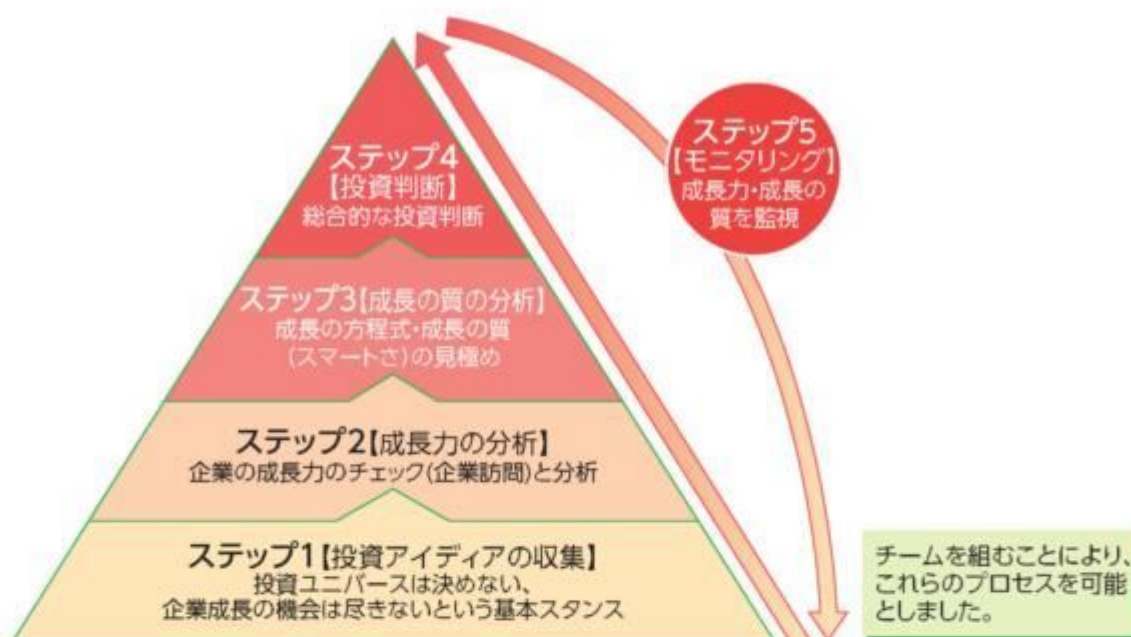 ステップ4
【投資判断】
総合的な投資判断
ステップ5
【モニタリング】
成長力・成長の
質を監視
ステップ3【成長の質の分析】
成長の方程式・成長の質
(スマートさ)の見極め
ステップ2【成長力の分析】
企業の成長力のチェック(企業訪問)と分析
ステップ1【投資アイディアの収集】
投資ユニバースは決めない、
企業成長の機会は尽きないという基本スタンス
チームを組むことにより、
これらのプロセスを可能
としました。